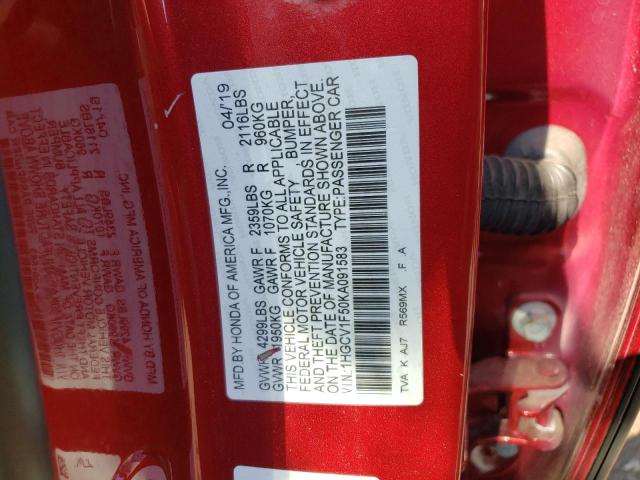 MFD.BY HONDA OF AMERICA MFG.,INC. 04/19
GVWR 4299LBS GAWR F 2359LBS R 2116LBS
GVWR 1950KG GAWR F 1070KG R 960KG
THIS VEHICLE CONFORMS TO ALL APPLICABLE
FEDERAL MOTOR VEHICLE SAFETY , BUMPER,
AND THEFT PREVENTION STANDARDS IN EFFECT
ON THE DATE OF MANUFACTURE SHOWN ABOVE.
V.I.N.:1HGCV1F50KA091583 TYPE:PASSENGER CAR
TVA K AJ7 R569MX F A